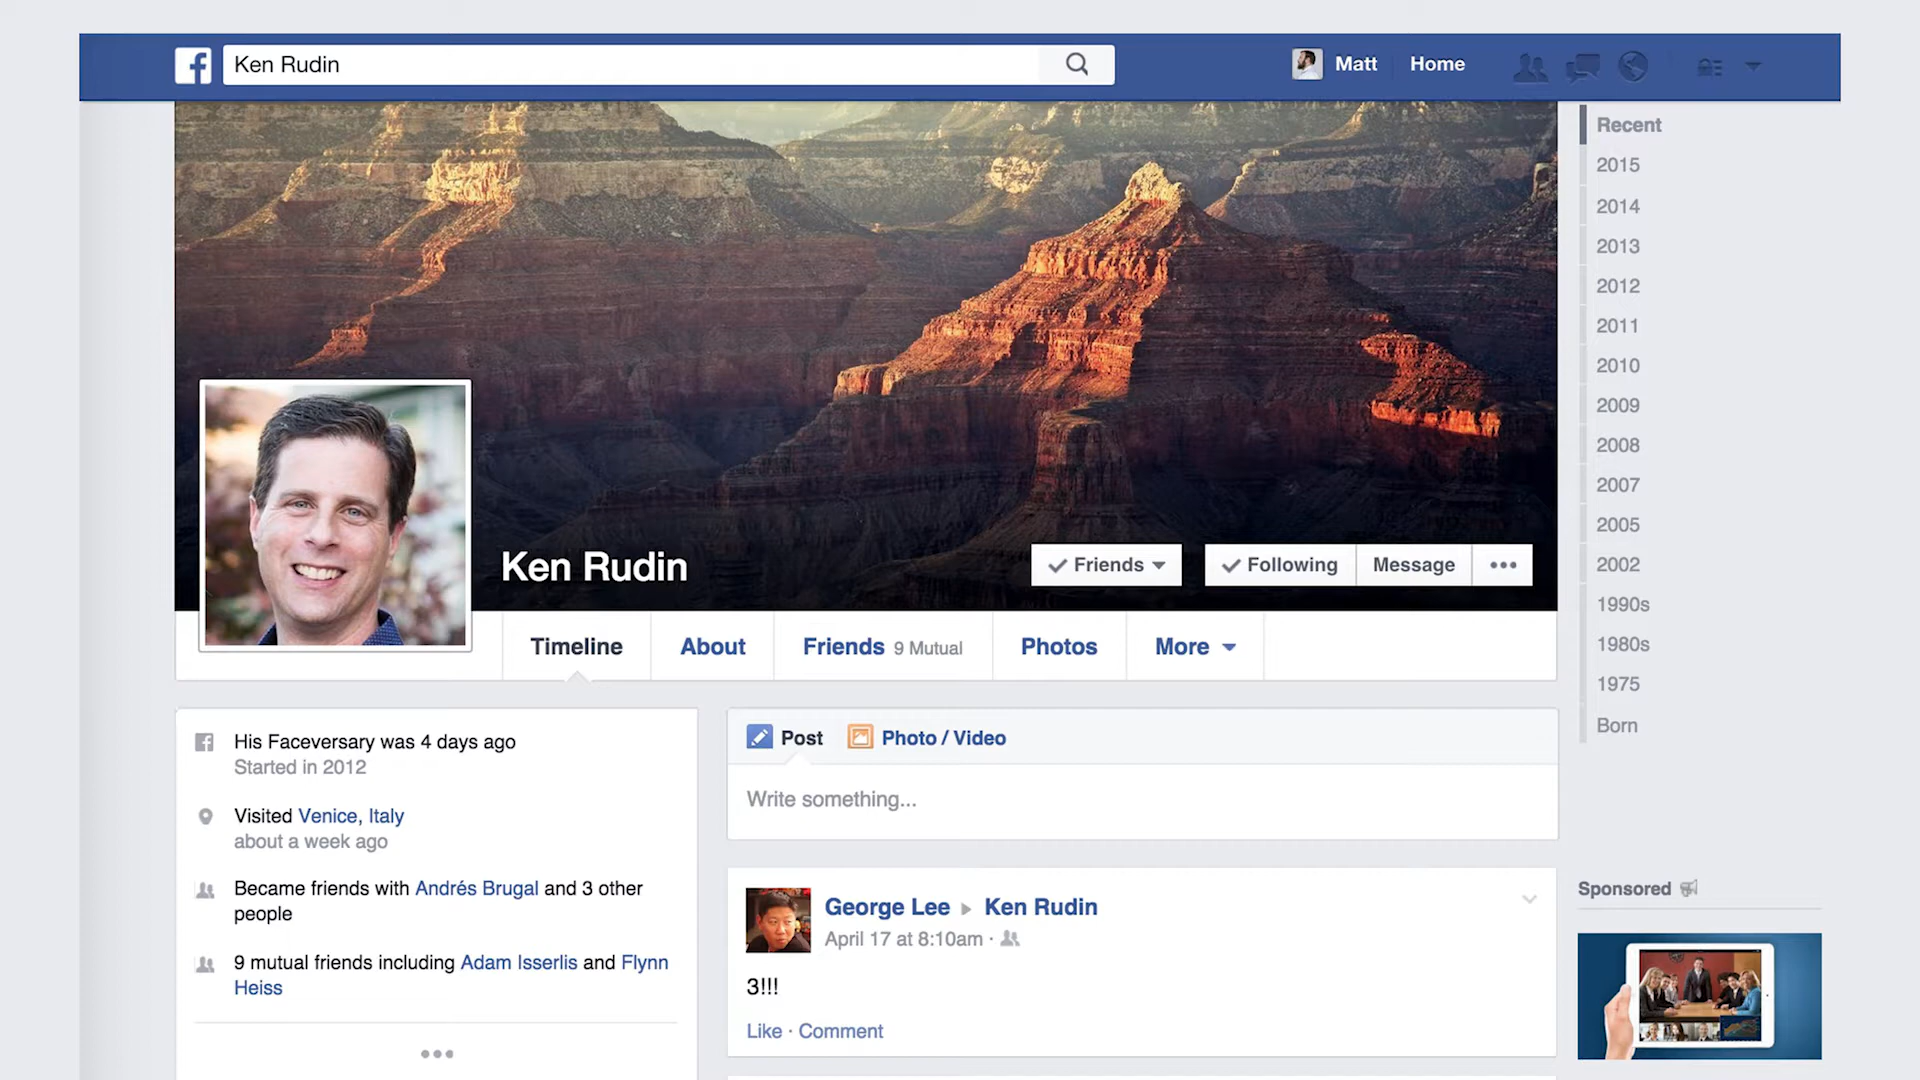 Ken Rudin
Matt
Home
Recent
2015
2014
2013
2012
2011
2010
2009
2008
2007
2005
2002
1990s
1980s
1975
Born
Ken Rudin
Friends
Following
Message
Timeline
About
Friends 9 Mutual
Photos
More
His Faceversary was 4 days ago
Started in 2012
Visited Venice, Italy
about a week ago
Became friends with Andrés Brugal and 3 other
people
9 mutual friends including Adam Isserlis and Flynn
Heiss
Post
Photo / Video
Write something...
George Lee ▸ Ken Rudin
April 17 at 8:10am ·
3!!!
Like · Comment
Sponsored